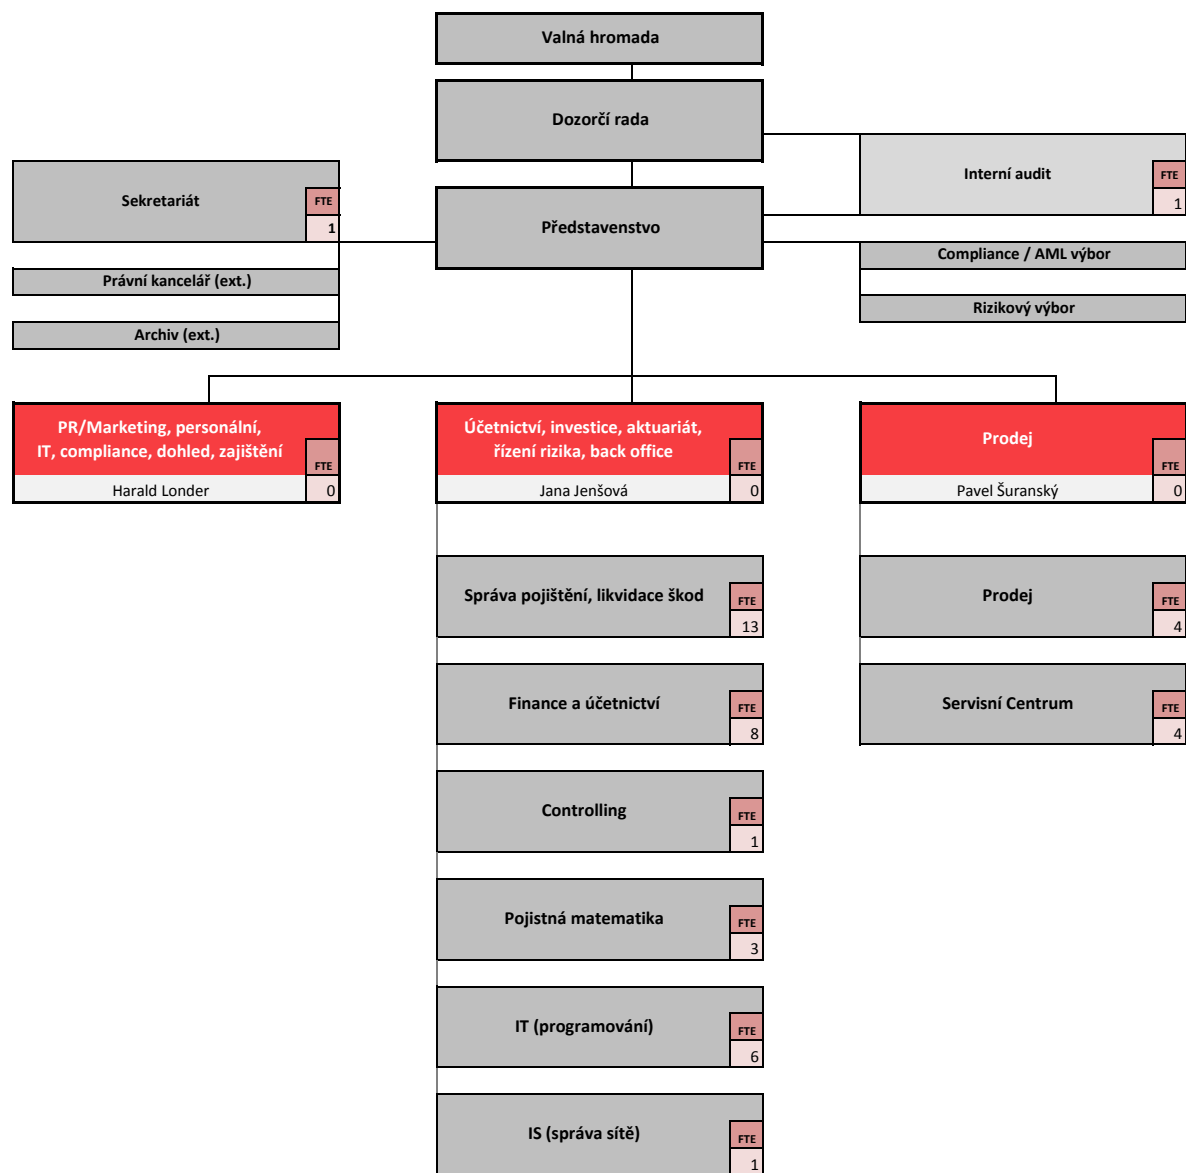 Valná hromada
Dozorčí rada
Interní audit
FTE
1
Sekretariát
FTE
1
Představenstvo
Compliance / AML výbor
Právní kancelář (ext.)
Rizikový výbor
Archiv (ext.)
PR/Marketing, personální,
IT, compliance, dohled, zajištění
FTE
Harald Londer
0
Účetnictví, investice, aktuariát,
řízení rizika, back office
FTE
Jana Jenšová
0
Prodej
FTE
Pavel Šuranský
0
Správa pojištění, likvidace škod
FTE
13
Prodej
FTE
4
Finance a účetnictví
FTE
8
Servisní Centrum
FTE
4
Controlling
FTE
1
Pojistná matematika
FTE
3
IT (programování)
FTE
6
IS (správa sítě)
FTE
1